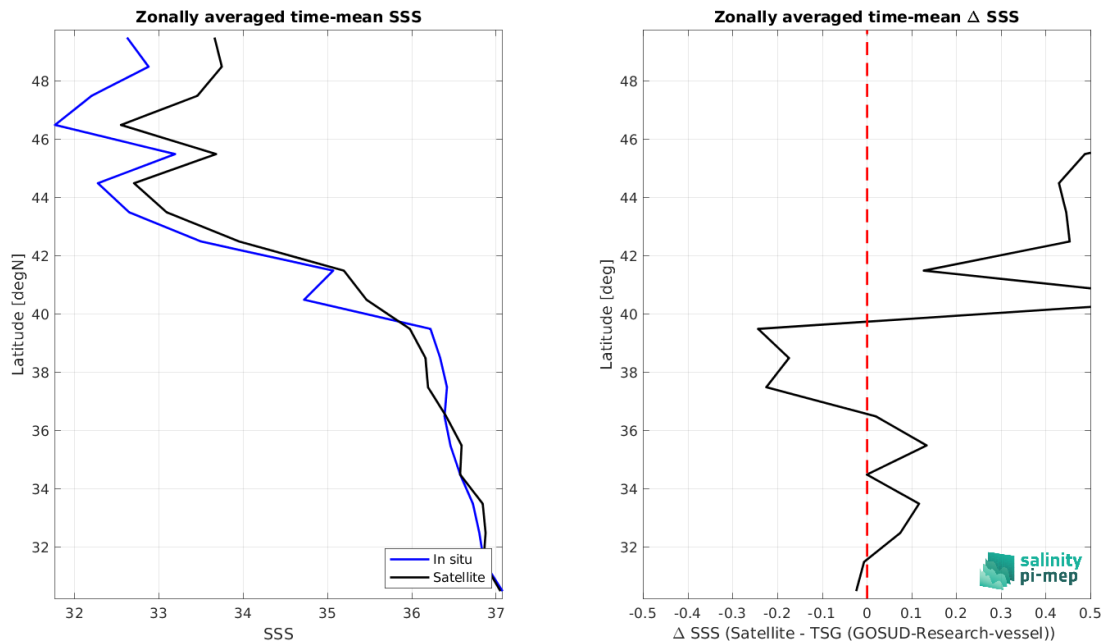 Zonally averaged time-mean SSS
Latitude [degN]
48
46
44
42
40
38
36
34
32
32 33 34 35 36 37
SSS
In situ
Satellite
Zonally averaged time-mean Δ SSS
Latitude [deg]
48
46
44
42
40
38
36
34
32
-0.5 -0.4 -0.3 -0.2 -0.1 0 0.1 0.2 0.3 0.4 0.5
Δ SSS (Satellite - TSG (GOSUD-Research-vessel))
salinity
pi-mep